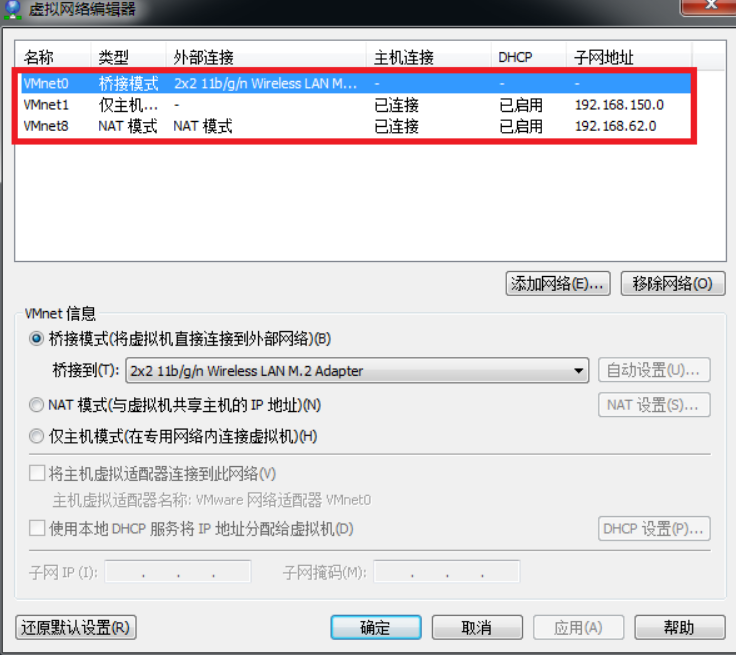 虚拟网络编辑器
名称 类型 外部连接 主机连接 DHCP 子网地址
VMnet0 桥接模式 2x2 11b/g/n Wireless LAN M... - - -
VMnet1 仅主机... - 已连接 已启用 192.168.150.0
VMnet8 NAT 模式 NAT 模式 已连接 已启用 192.168.62.0
添加网络(E)... 移除网络(O)
VMnet 信息
桥接模式(将虚拟机直接连接到外部网络)(B)
桥接到(T): 2x2 11b/g/n Wireless LAN M.2 Adapter 自动设置(U)...
NAT 模式(与虚拟机共享主机的 IP 地址)(N) NAT 设置(S)...
仅主机模式(在专用网络内连接虚拟机)(H)
将主机虚拟适配器连接到此网络(V)
主机虚拟适配器名称: VMware 网络适配器 VMnet0
使用本地 DHCP 服务将 IP 地址分配给虚拟机(D) DHCP 设置(P)...
子网 IP (I): . . . 子网掩码(M): . . .
还原默认设置(R) 确定 取消 应用(A) 帮助